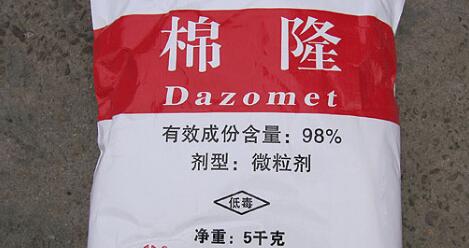 棉隆
Dazomet
有效成份含量：98%
剂型：微粒剂
低毒
净重：5千克